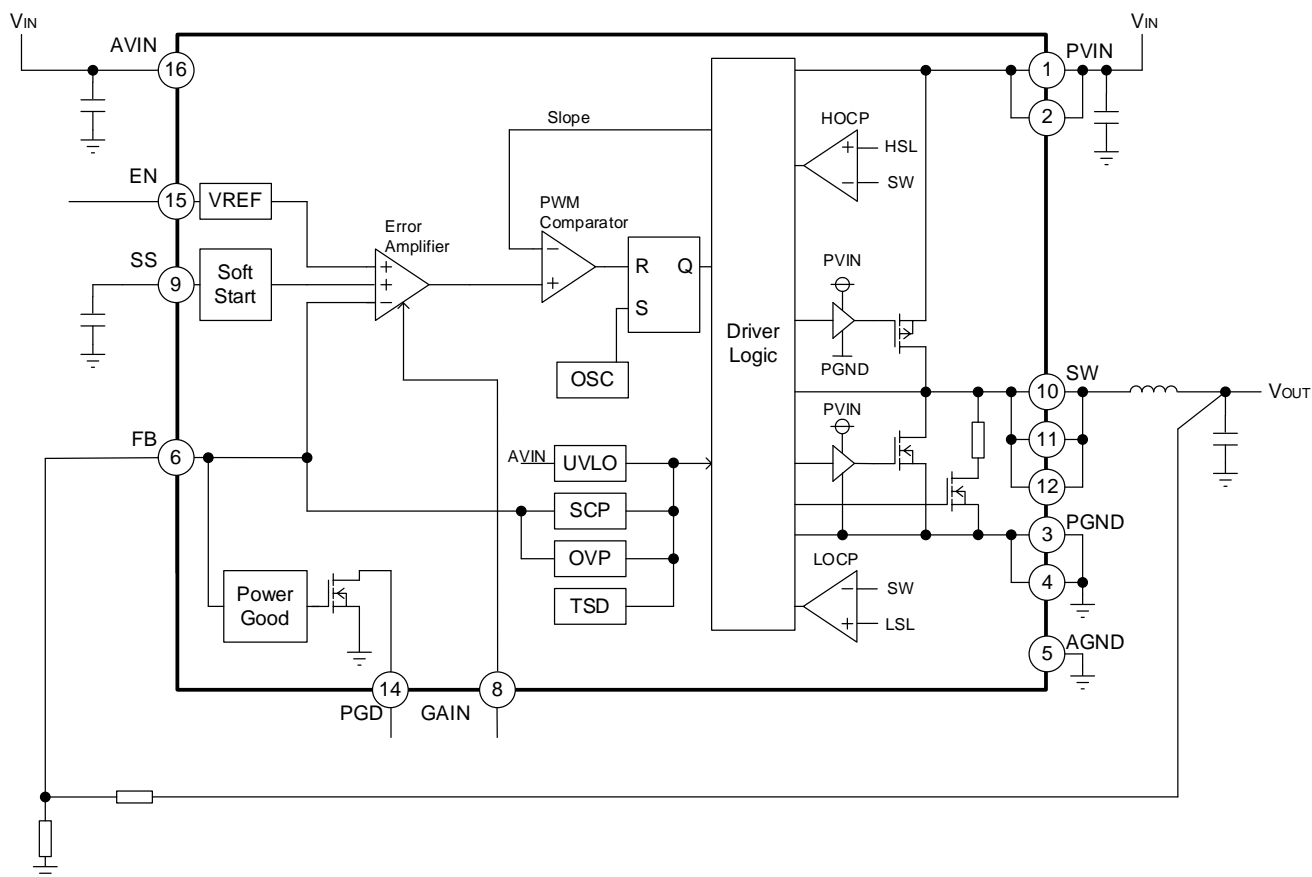 VIN
AVIN
16
VIN
PVIN
1
2
Slope
HOCP
+
HSL
−
SW
EN
15
VREF
Error
Amplifier
PWM
Comparator
−
+
R
Q
S
SS
9
Soft
Start
+
+
−
OSC
Driver
Logic
PVIN
PGND
SW
10
VOUT
11
12
PVIN
FB
6
AVIN
UVLO
SCP
OVP
TSD
PGND
3
4
LOCP
−
SW
+
LSL
Power
Good
5
AGND
14
8
PGD
GAIN